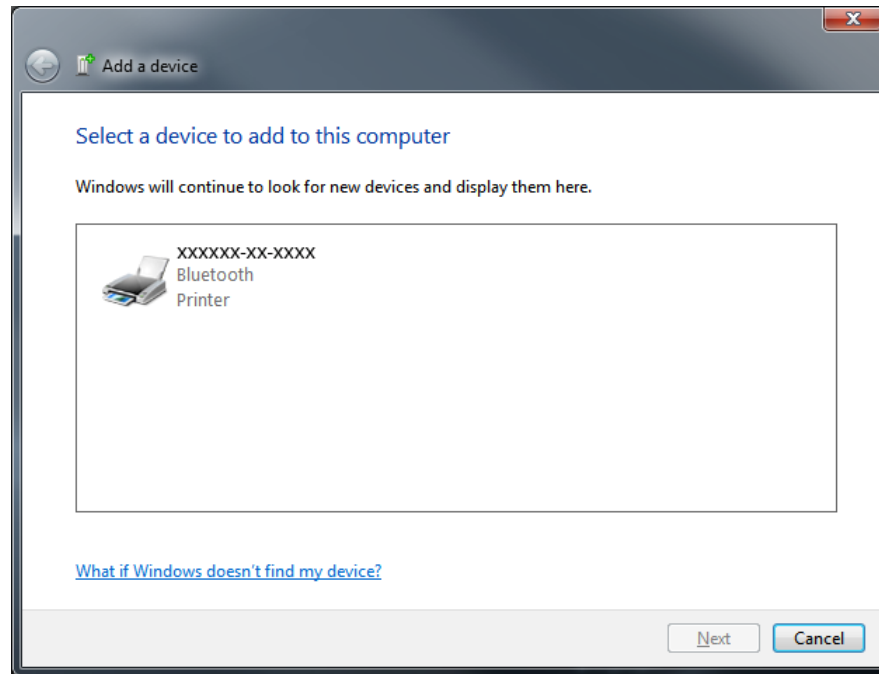 Add a device
Select a device to add to this computer
Windows will continue to look for new devices and display them here.
XXXXXX-XX-XXXX
Bluetooth
Printer
What if Windows doesn't find my device?
Next
Cancel